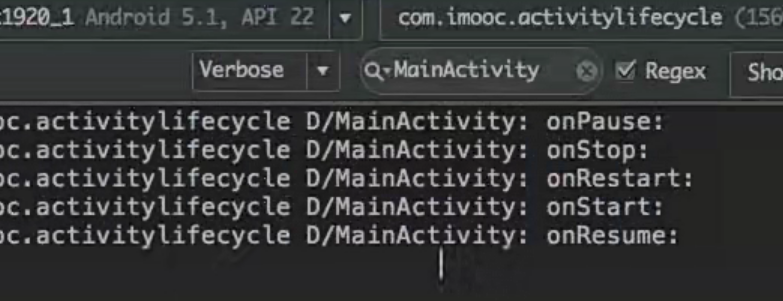 1920_1 Android 5.1, API 22 com.imooc.activitylifecycle (156
Verbose MainActivity Regex Sho
oc.activitylifecycle D/MainActivity: onPause:
oc.activitylifecycle D/MainActivity: onStop:
oc.activitylifecycle D/MainActivity: onRestart:
oc.activitylifecycle D/MainActivity: onStart:
oc.activitylifecycle D/MainActivity: onResume: